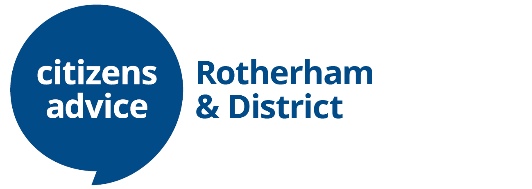 citizens
advice
Rotherham
& District